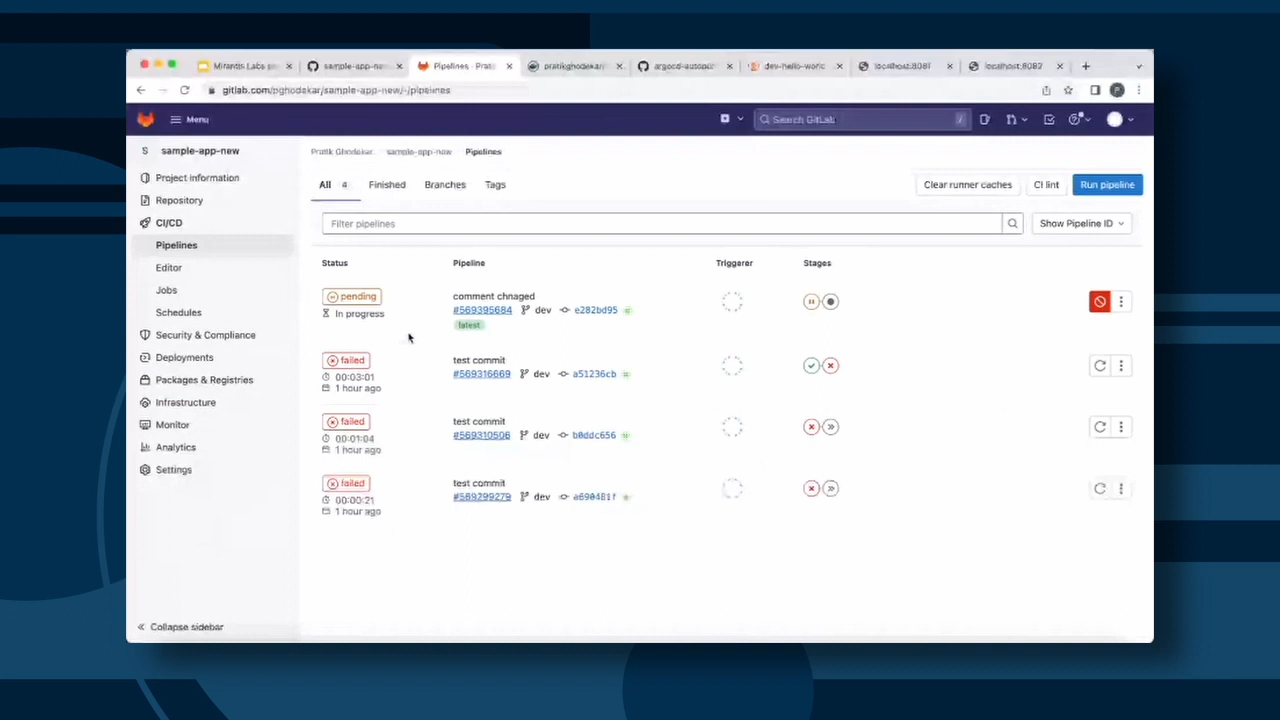 Mirantis Labs
sample-app-new
Pipelines · Prati
pratikghodekar/
argocd-autopilot
dev-hello-world
localhost:8081
localhost:8082
gitlab.com/pghodekar/sample-app-new/-/pipelines
Menu
Search GitLab
/
S sample-app-new
Project information
Repository
CI/CD
Pipelines
Editor
Jobs
Schedules
Security & Compliance
Deployments
Packages & Registries
Infrastructure
Monitor
Analytics
Settings
Collapse sidebar
Pratik Ghodekar
sample-app-new
Pipelines
All 4
Finished
Branches
Tags
Clear runner caches
CI lint
Run pipeline
Filter pipelines
Show Pipeline ID
Status
Pipeline
Triggerer
Stages
pending
In progress
comment chnaged
#569395684 dev e282bd95
latest
failed
00:03:01
1 hour ago
test commit
#569316669 dev a51236cb
failed
00:01:04
1 hour ago
test commit
#569310506 dev b0ddc656
failed
00:00:21
1 hour ago
test commit
#569299279 dev